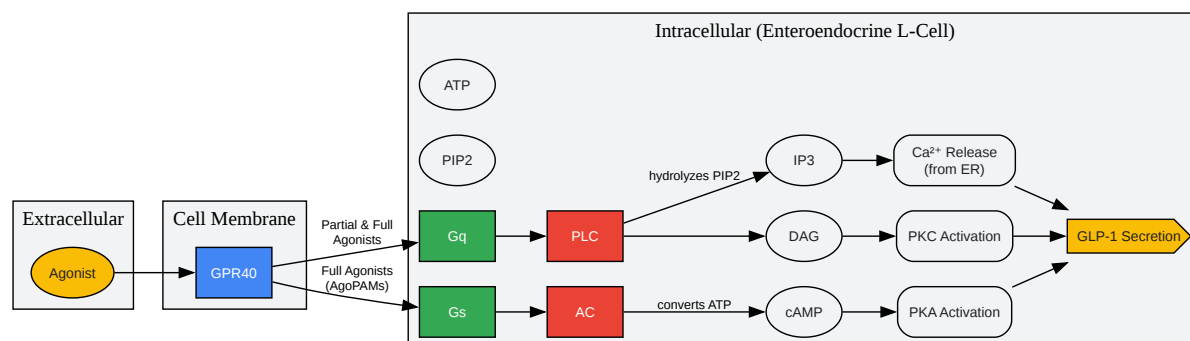 Intracellular (Enteroendocrine L-Cell)
ATP
PIP2
IP3
Ca²⁺ Release
(from ER)
hydrolyzes PIP2
Extracellular
Cell Membrane
Partial & Full
Agonists
Gq
PLC
DAG
PKC Activation
GLP-1 Secretion
Agonist
GPR40
Full Agonists
(AgoPAMs)
Gs
AC
converts ATP
cAMP
PKA Activation